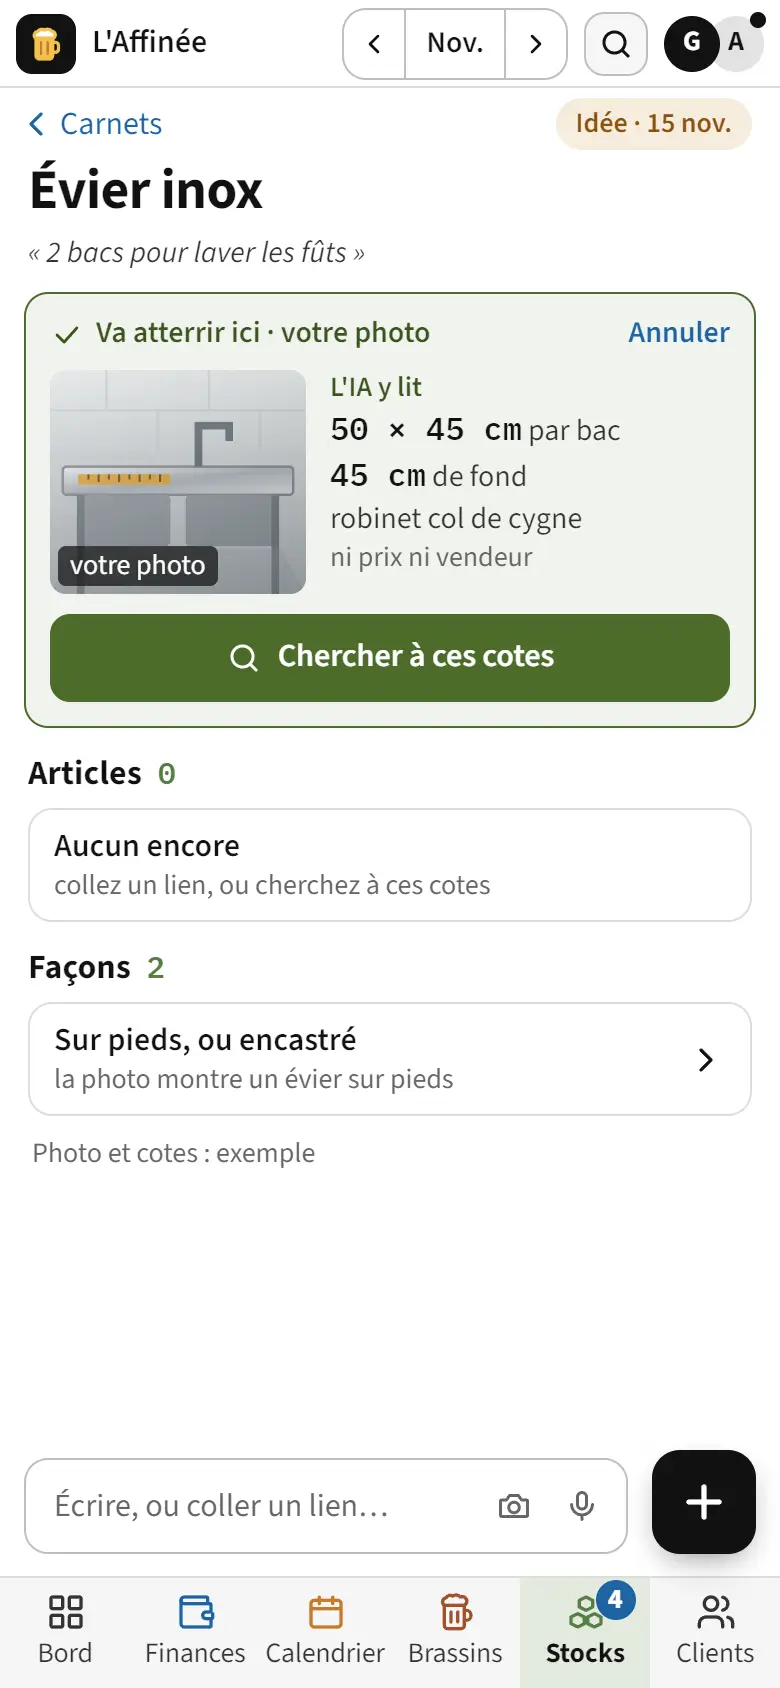 L'Affinée
Nov.
G
A
Carnets
Idée · 15 nov.
Évier inox
« 2 bacs pour laver les fûts »
Va atterrir ici · votre photo
Annuler
votre photo
L'IA y lit
50 × 45 cm par bac
45 cm de fond
robinet col de cygne
ni prix ni vendeur
Chercher à ces cotes
Articles 0
Aucun encore
collez un lien, ou cherchez à ces cotes
Façons 2
Sur pieds, ou encastré
la photo montre un évier sur pieds
Photo et cotes : exemple
Écrire, ou coller un lien…
Bord
Finances
Calendrier
Brassins
4
Stocks
Clients